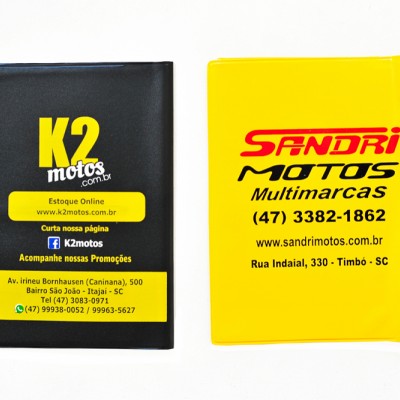 K2
motos
.com.br
Estoque Online
www.k2motos.com.br
Curta nossa página
f K2motos
Acompanhe nossas Promoções
Av. irineu Bornhausen (Caninana), 500
Bairro São João - Itajaí - SC
Tel (47) 3083-0971
(47) 99938-0052 / 99963-5627
SANDRI
MOTOS
Multimarcas
(47) 3382-1862
www.sandrimotos.com.br
Rua Indaial, 330 - Timbó - SC